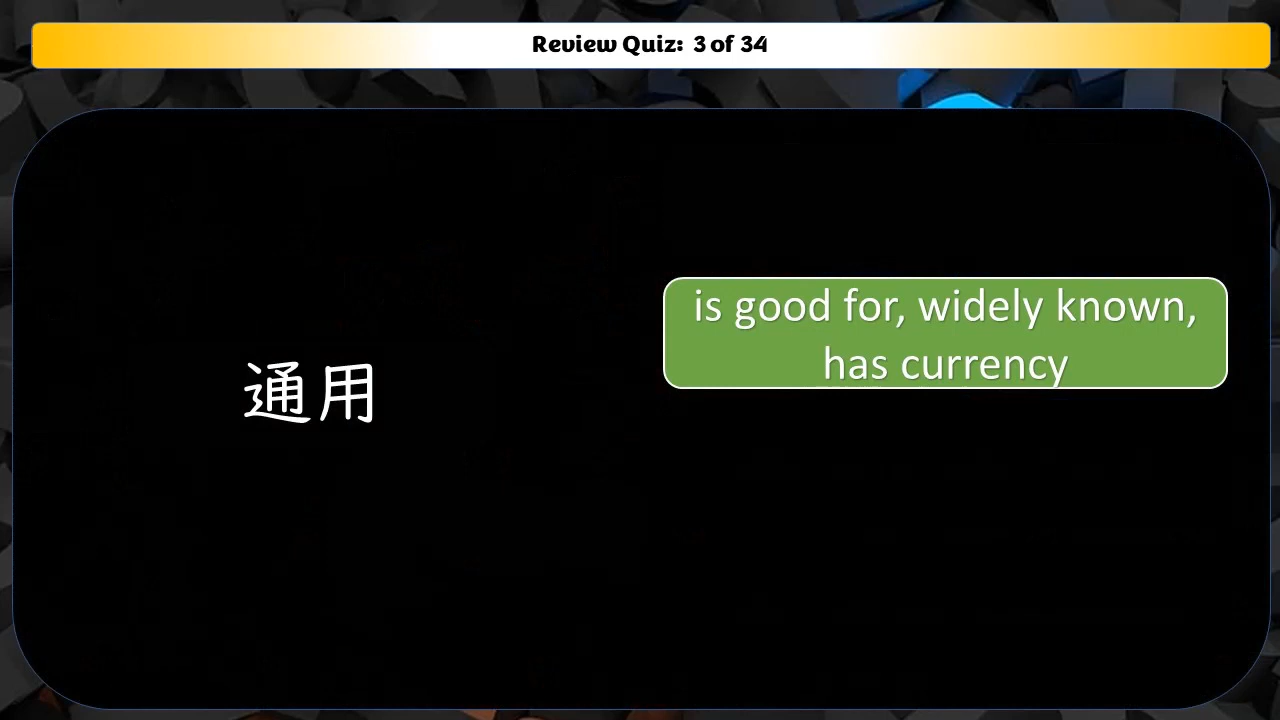 Review Quiz: 3 of 34
通用
is good for, widely known,
has currency